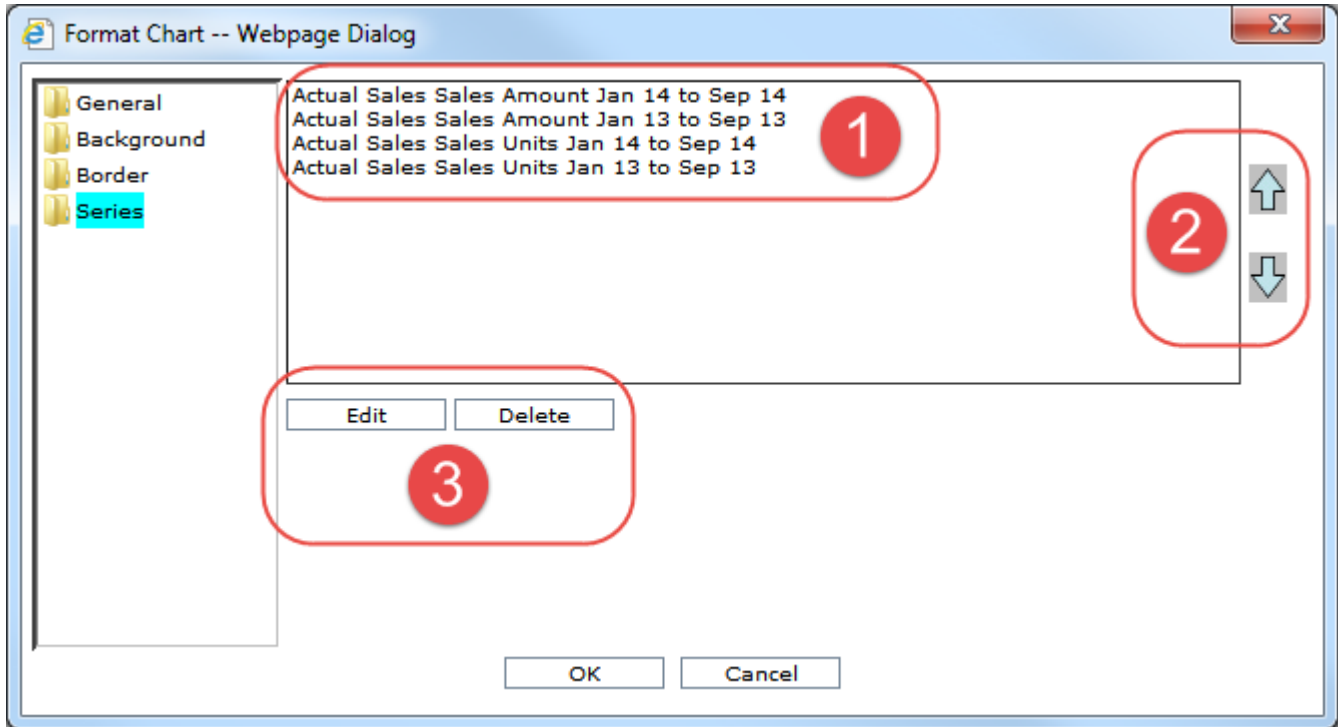 Format Chart -- Webpage Dialog
X
General
Background
Border
Series
Actual Sales Sales Amount Jan 14 to Sep 14
Actual Sales Sales Amount Jan 13 to Sep 13
Actual Sales Sales Units Jan 14 to Sep 14
Actual Sales Sales Units Jan 13 to Sep 13
1
2
Edit Delete
3
OK Cancel